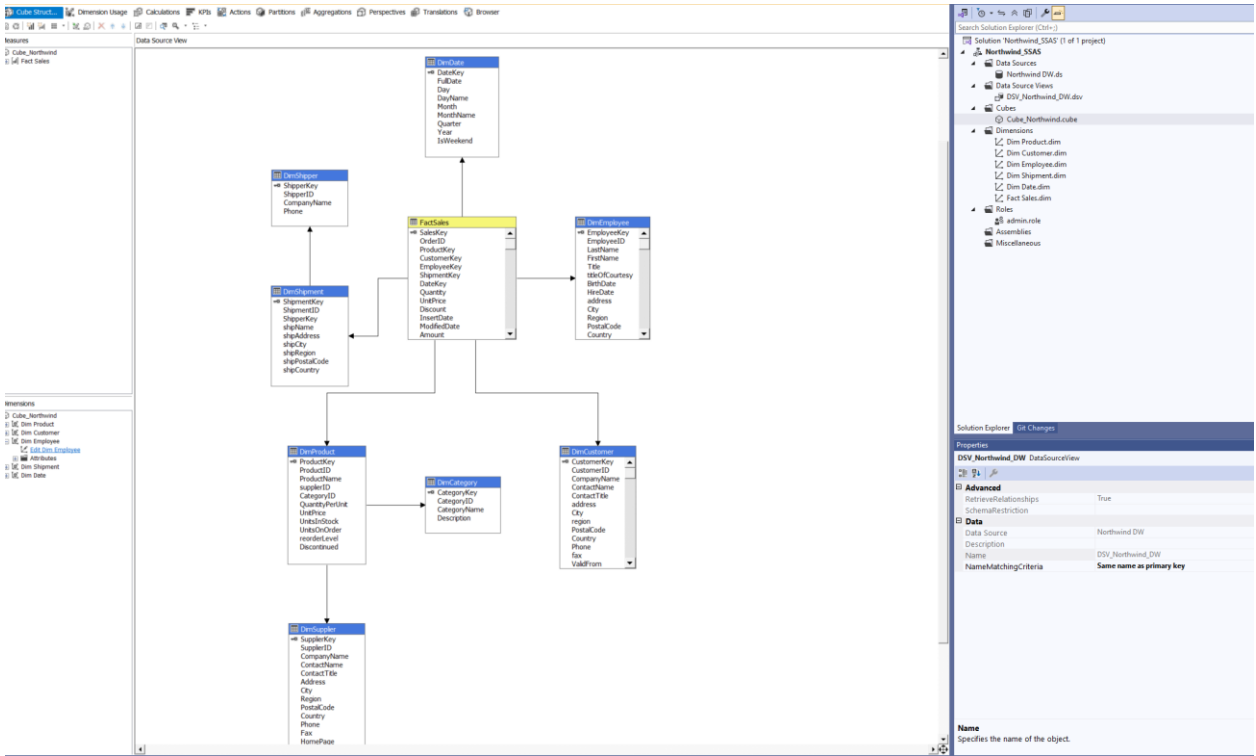 Cube Struct... Dimension Usage Calculations KPIs Actions Partitions Aggregations Perspectives Translations Browser
Measures
Cube_Northwind
Fact Sales
Dimensions
Cube_Northwind
Dim Product
Dim Customer
Dim Employee
Edit Dim Employee
Attributes
Dim Shipment
Dim Date
Data Source View
DimDate
DateKey
FullDate
Day
DayName
Month
MonthName
Quarter
Year
IsWeekend
DimShipper
ShipperKey
ShipperID
CompanyName
Phone
FactSales
SalesKey
OrderID
ProductKey
CustomerKey
EmployeeKey
ShpmentKey
DateKey
Quantity
UnitPrice
Discount
InsertDate
ModifiedDate
Amount
DimEmployee
EmployeeKey
EmployeeID
LastName
FirstName
Title
titleOfCourtesy
BirthDate
HireDate
address
City
Region
PostalCode
Country
DimShipment
ShpmentKey
ShipmentID
ShipperKey
shipName
shipAddress
shipCity
shipRegion
shipPostalCode
shipCountry
DimProduct
ProductKey
ProductID
ProductName
supplierID
CategoryID
QuantityPerUnit
UnitPrice
UnitsInStock
UnitsOnOrder
reorderLevel
Discontinued
DimCategory
CategoryKey
CategoryID
CategoryName
Description
DimCustomer
CustomerKey
CustomerID
CompanyName
ContactName
ContactTitle
address
City
region
PostalCode
Country
Phone
fax
ValidFrom
DimSupplier
SupplierKey
SupplierID
CompanyName
ContactName
ContactTitle
Address
City
Region
PostalCode
Country
Phone
Fax
HomePage
Search Solution Explorer (Ctrl+;)
Solution 'Northwind_SSAS' (1 of 1 project)
Northwind_SSAS
Data Sources
Northwind DW.ds
Data Source Views
DSV_Northwind_DW.dsv
Cubes
Cube_Northwind.cube
Dimensions
Dim Product.dim
Dim Customer.dim
Dim Employee.dim
Dim Shipment.dim
Dim Date.dim
Fact Sales.dim
Roles
admin.role
Assemblies
Miscellaneous
Solution Explorer Git Changes
Properties
DSV_Northwind_DW DataSourceView
Advanced
RetrieveRelationships True
SchemaRestriction
Data
Data Source Northwind DW
Description
Name DSV_Northwind_DW
NameMatchingCriteria Same name as primary key
Name
Specifies the name of the object.